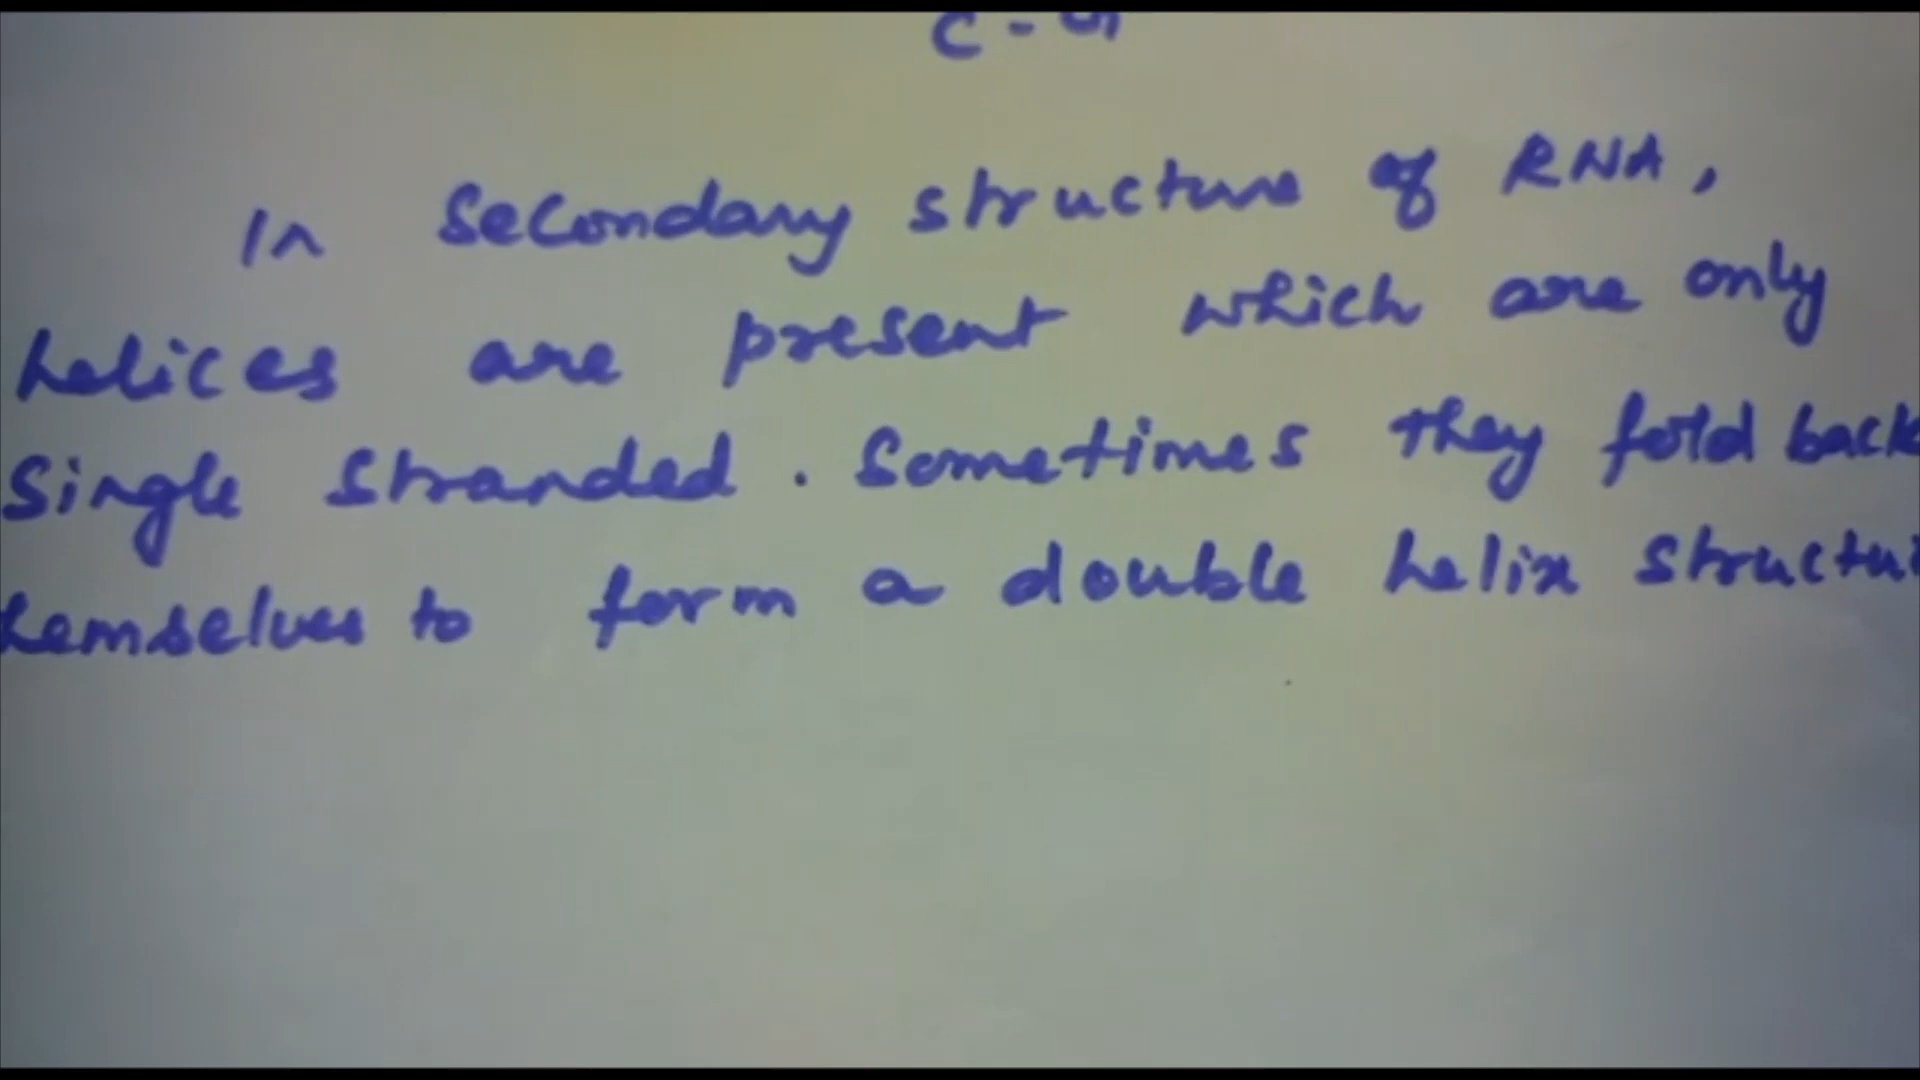 C - G
In Secondary structure of RNA,
helices are present which are only
Single Stranded. Sometimes they fold back
themselves to form a double helix structu